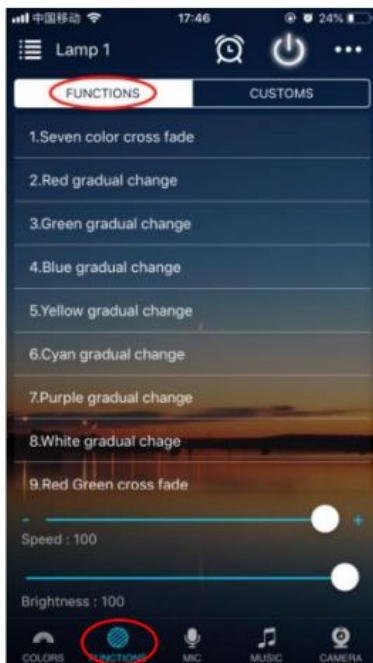 中国移动 17:46 24%
Lamp 1
FUNCTIONS CUSTOMS
1.Seven color cross fade
2.Red gradual change
3.Green gradual change
4.Blue gradual change
5.Yellow gradual change
6.Cyan gradual change
7.Purple gradual change
8.White gradual chage
9.Red Green cross fade
- +
Speed : 100
Brightness : 100
COLORS FUNCTIONS MIC MUSIC CAMERA